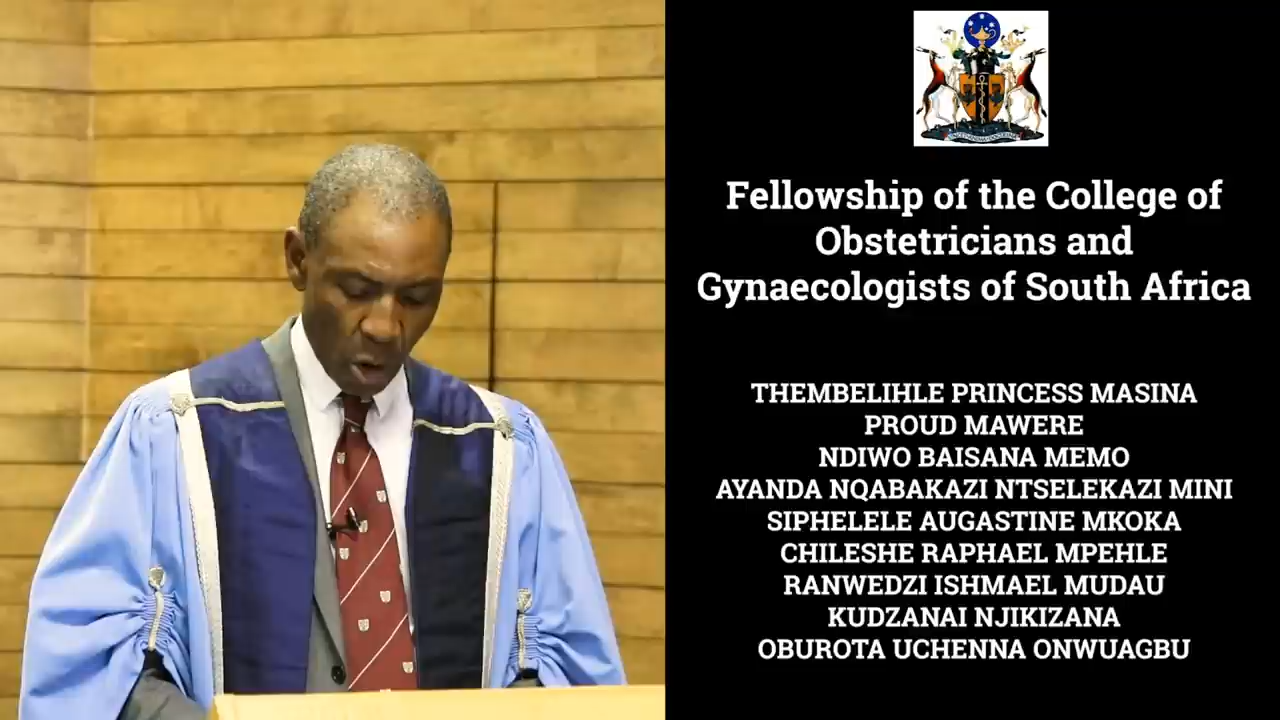 Fellowship of the College of
Obstetricians and
Gynaecologists of South Africa
THEMBELIHLE PRINCESS MASINA
PROUD MAWERE
NDIWO BAISANA MEMO
AYANDA NQABAKAZI NTSELEKAZI MINI
SIPHELELE AUGASTINE MKOKA
CHILESHE RAPHAEL MPEHLE
RANWEDZI ISHMAEL MUDAU
KUDZANAI NJIKIZANA
OBUROTA UCHENNA ONWUAGBU